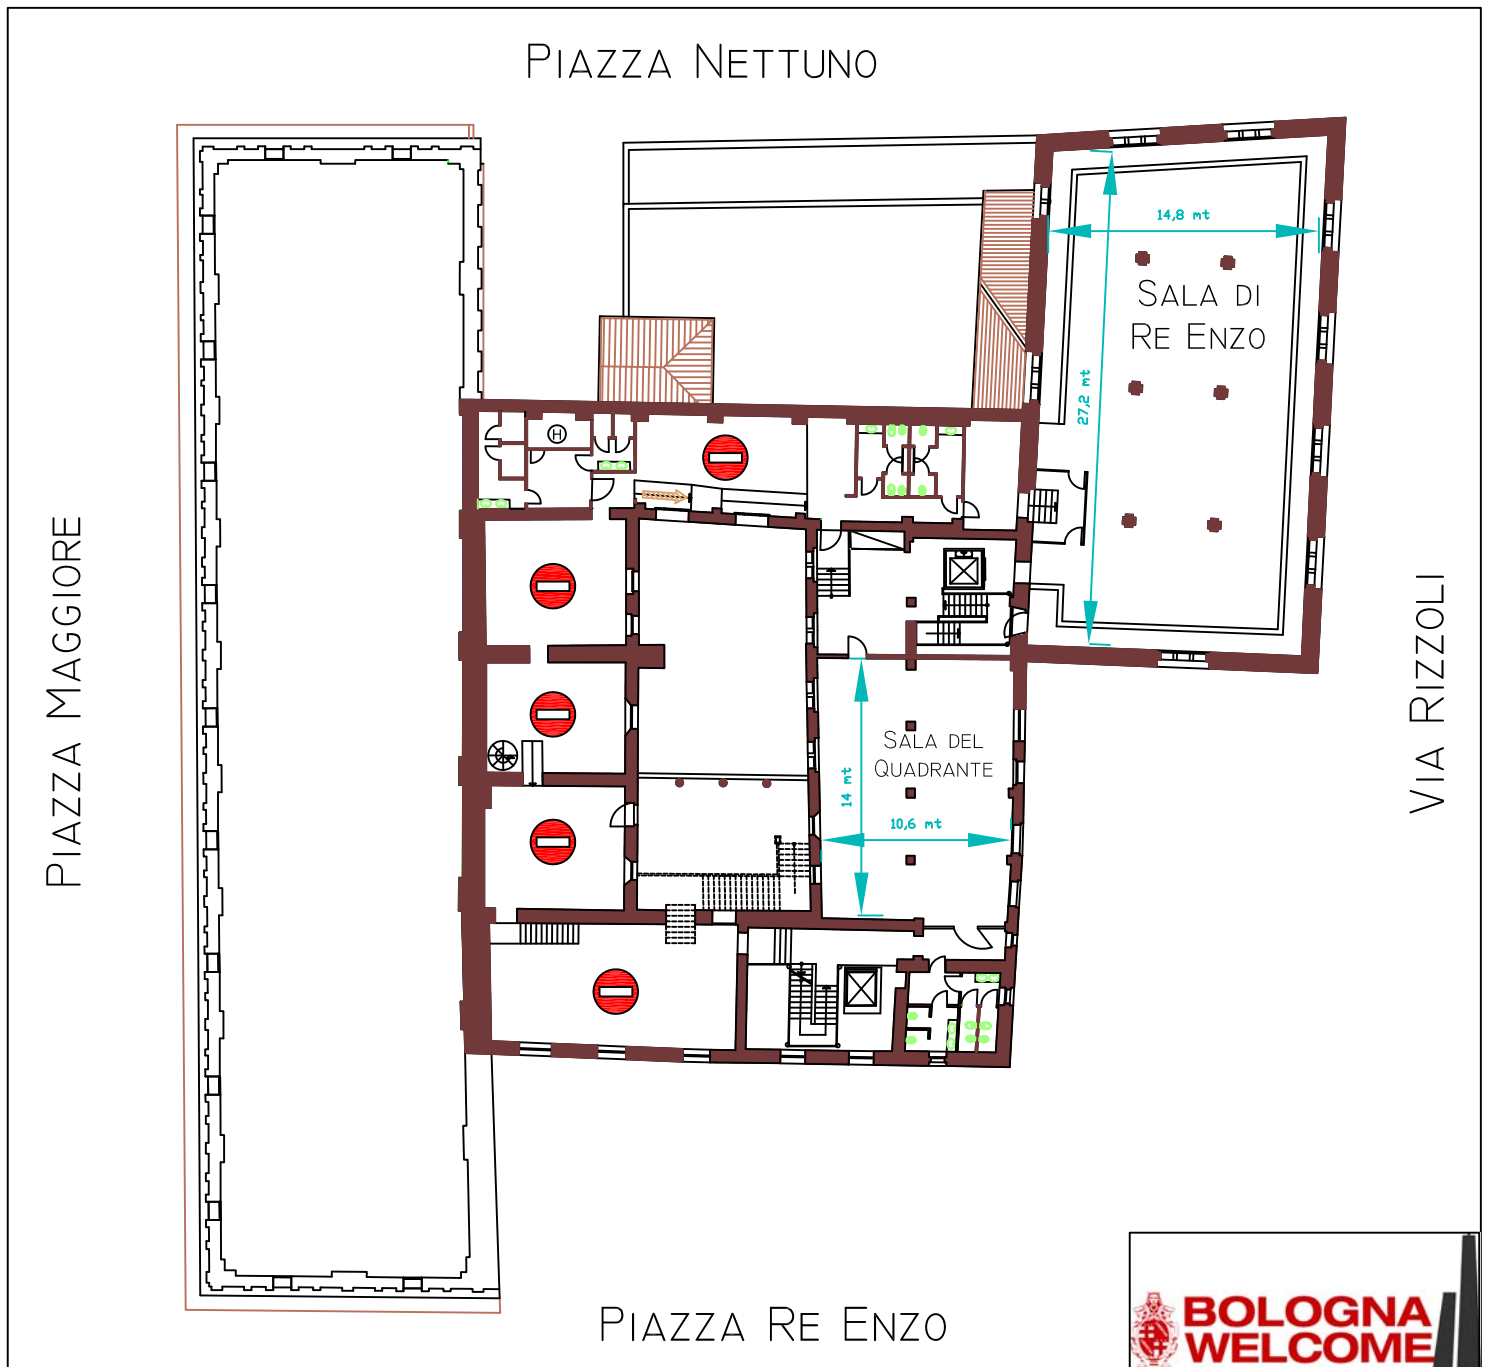 PIAZZA NETTUNO
14,8 mt
SALA DI
RE ENZO
27,2 mt
H
PIAZZA MAGGIORE
VIA RIZZOLI
SALA DEL
QUADRANTE
14 mt
10,6 mt
PIAZZA RE ENZO
BOLOGNA
WELCOME